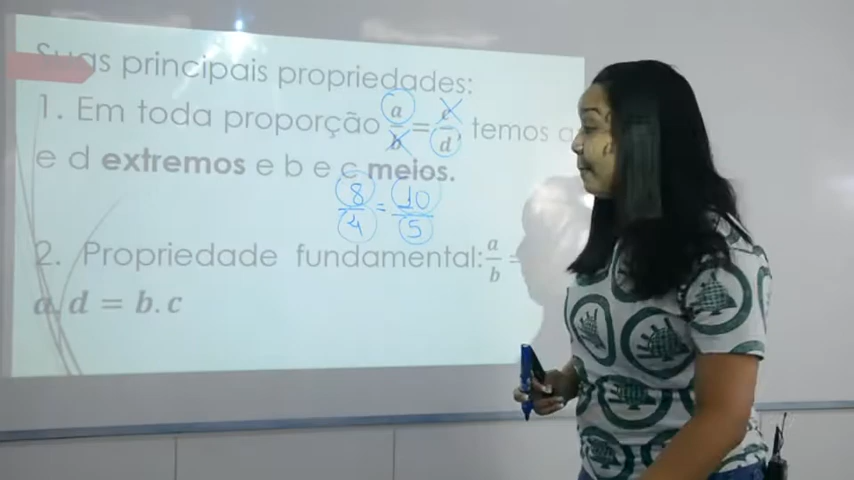 Suas principais propriedades:
1. Em toda proporção a/b = c/d, temos a
e d extremos e b e c meios.
8/4 = 10/5
2. Propriedade fundamental: a/b =
a.d = b.c